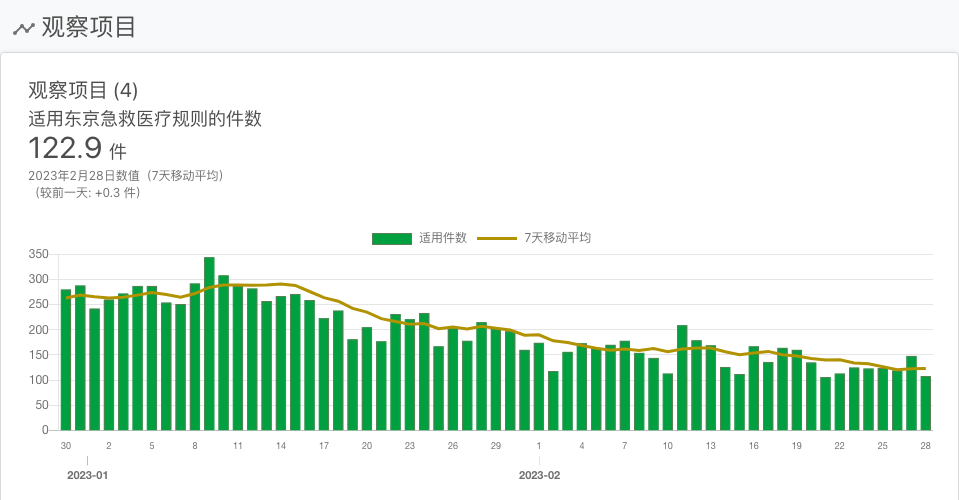 观察项目
观察项目 (4)
适用东京急救医疗规则的件数
122.9 件
2023年2月28日数值（7天移动平均）
（较前一天: +0.3 件）
适用件数 7天移动平均
350
300
250
200
150
100
50
0
30 2 5 8 11 14 17 20 23 26 29 1 4 7 10 13 16 19 22 25 28
2023-01 2023-02